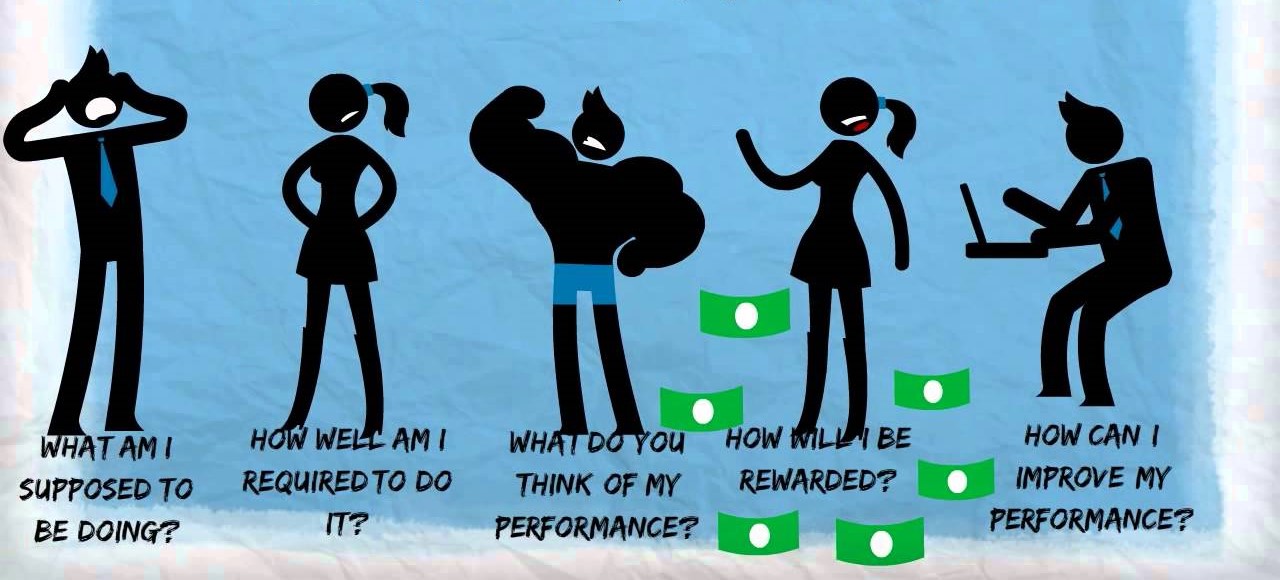 WHAT AM I
SUPPOSED TO
BE DOING?
HOW WELL AM I
REQUIRED TO DO
IT?
WHAT DO YOU
THINK OF MY
PERFORMANCE?
HOW WILL I BE
REWARDED?
HOW CAN I
IMPROVE MY
PERFORMANCE?